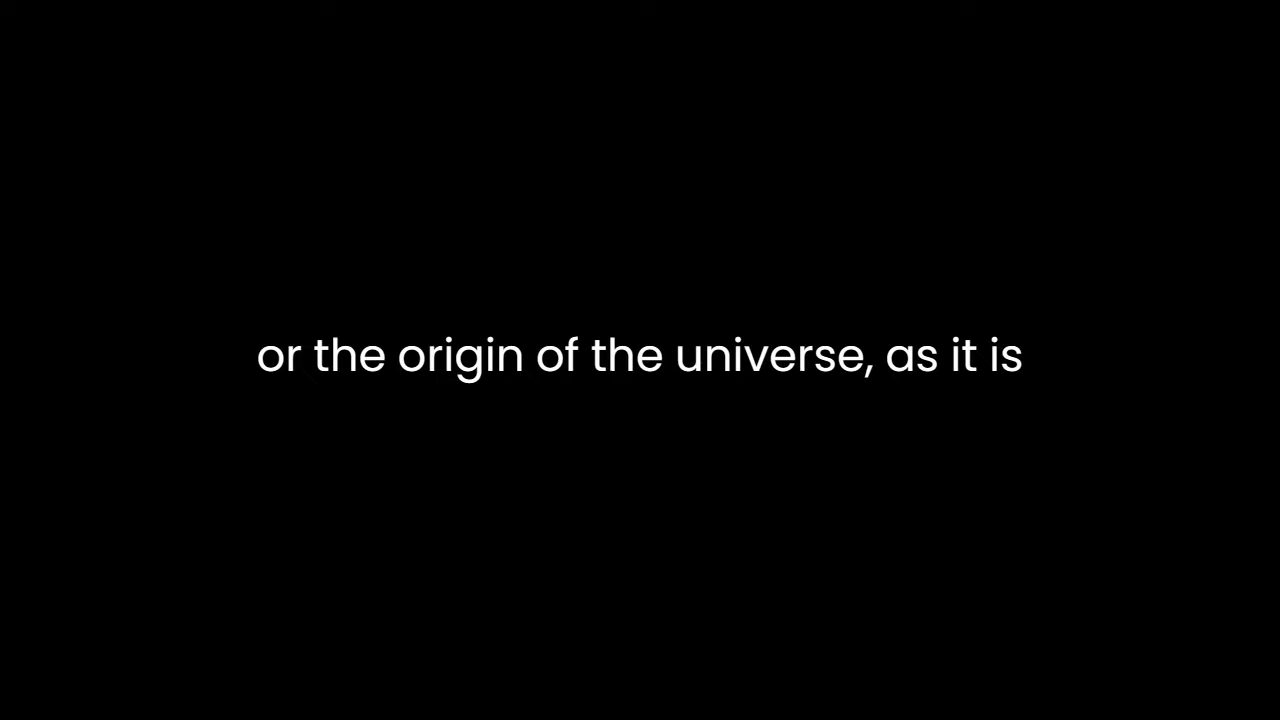 or the origin of the universe, as it is